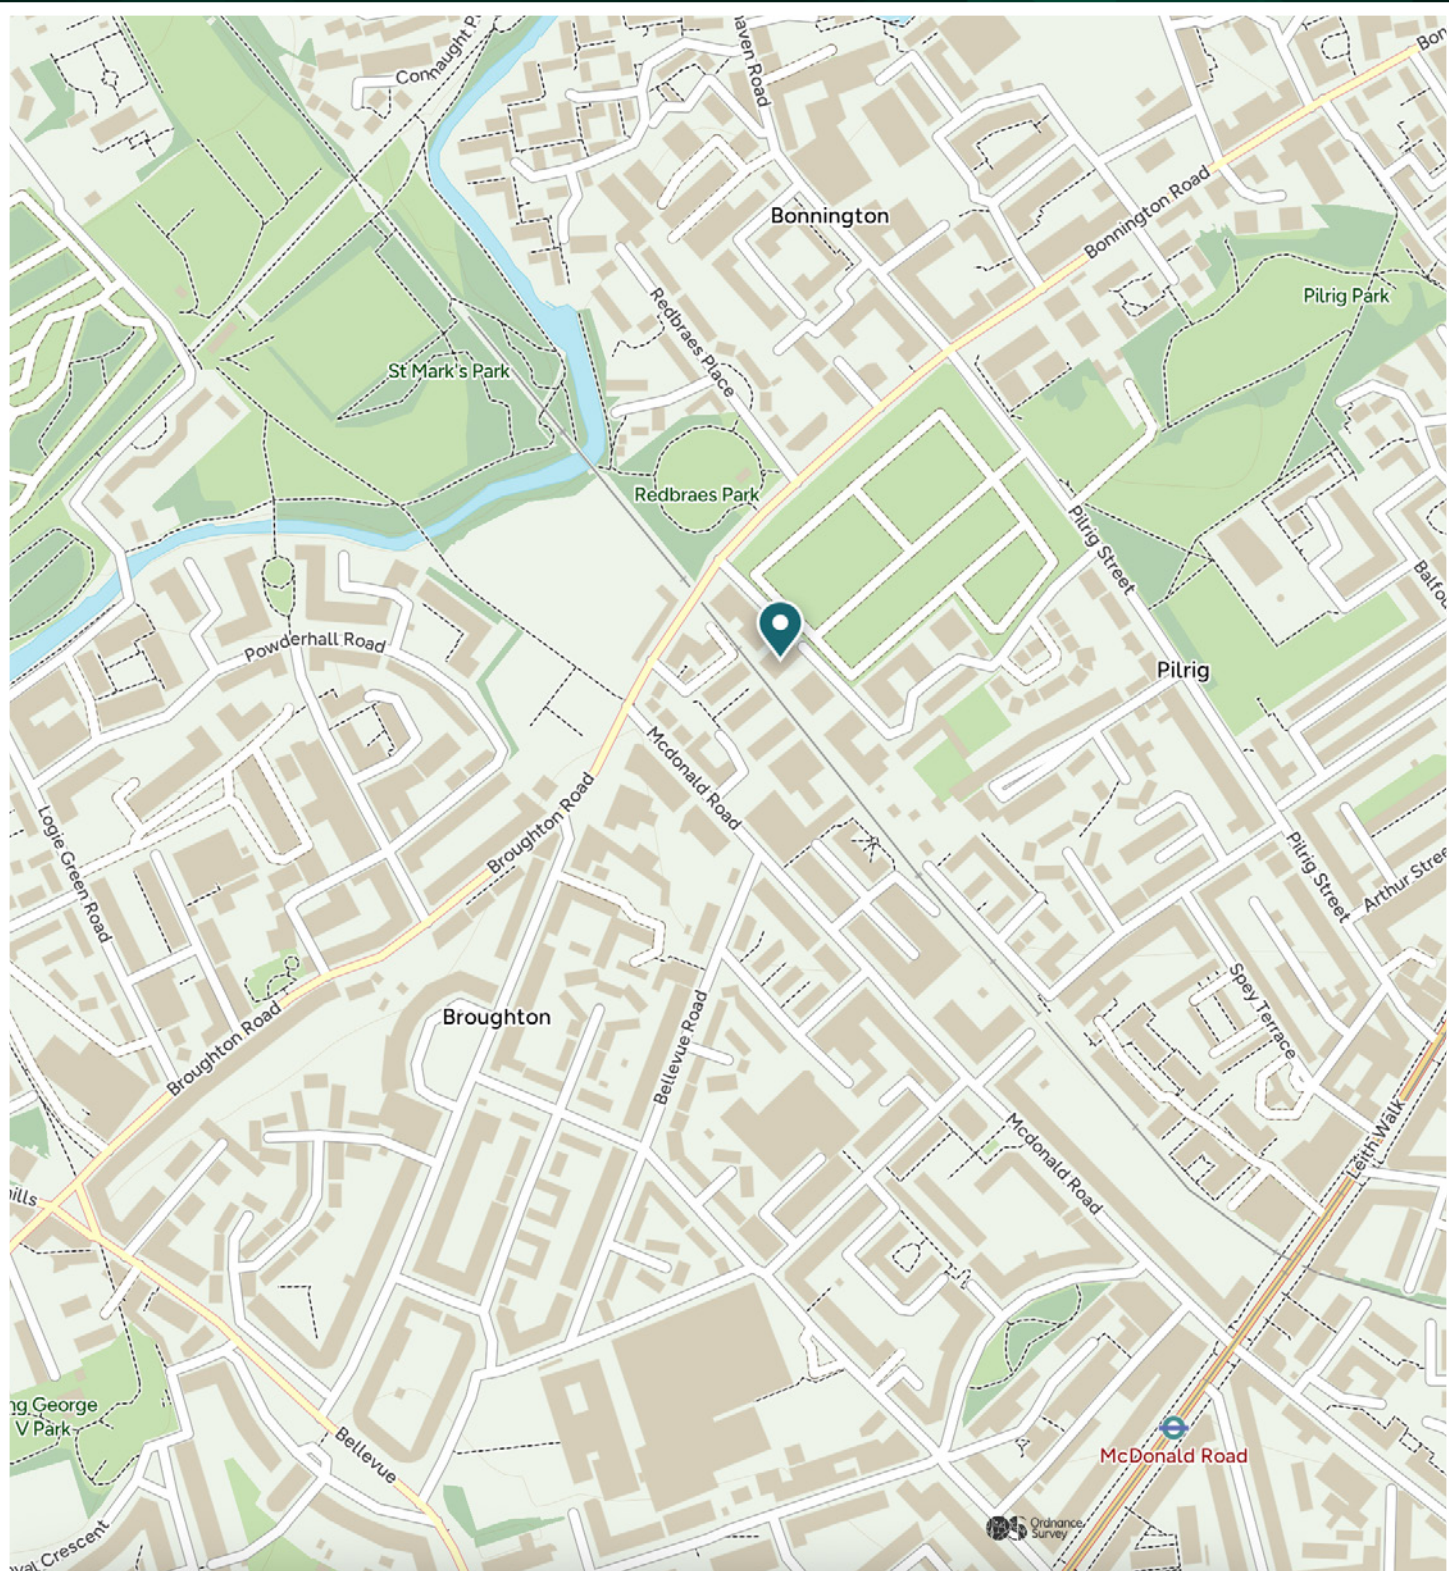 Connaught P
haven Road
Bon
Bonnington
Bonnington Road
Pilrig Park
Redbraes Place
St Mark's Park
Redbraes Park
Pilrig Street
Balfou
Powderhall Road
Pilrig
Mcdonald Road
Broughton Road
Logie Green Road
Pilrig Street
Arthur Stree
Spey Terrace
Broughton
Broughton Road
Bellevue Road
Leith Walk
Mcdonald Road
ills
ng George
V Park
Bellevue
McDonald Road
Ordnance
Survey
val Crescent